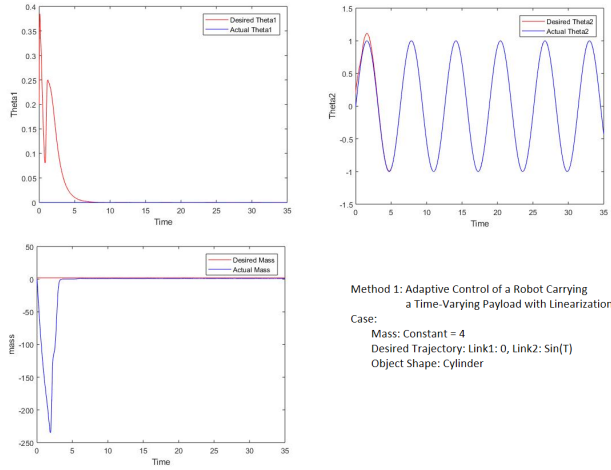 0.4
0.35
0.3
0.25
0.2
0.15
0.1
0.05
0
Theta1
0 5 10 15 20 25 30 35
Time
Desired Theta1
Actual Theta1
1.5
1
0.5
0
-0.5
-1
-1.5
Theta2
0 5 10 15 20 25 30 35
Time
Desired Theta2
Actual Theta2
50
0
-50
-100
-150
-200
-250
mass
0 5 10 15 20 25 30 35
Time
Desired Mass
Actual Mass
Method 1: Adaptive Control of a Robot Carrying
a Time-Varying Payload with Linearization
Case:
Mass: Constant = 4
Desired Trajectory: Link1: 0, Link2: Sin(T)
Object Shape: Cylinder